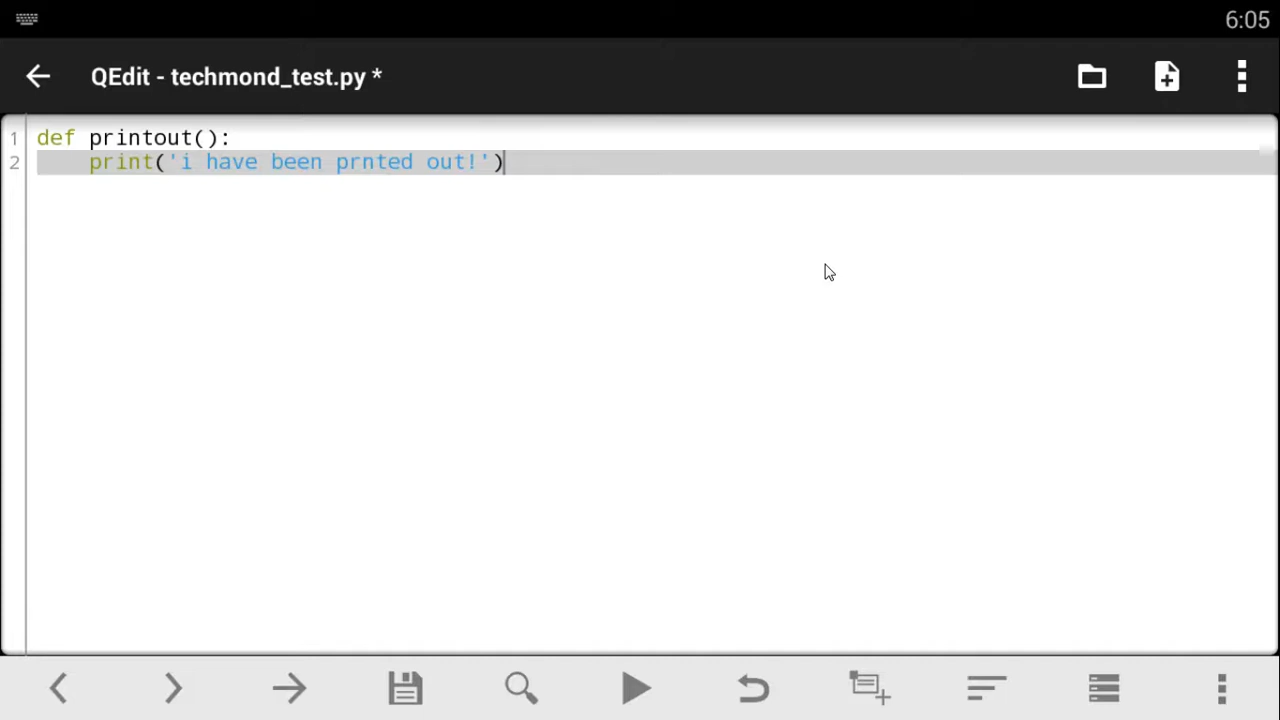 6:05
QEdit - techmond_test.py *
1 def printout():
2     print('i have been prnted out!')